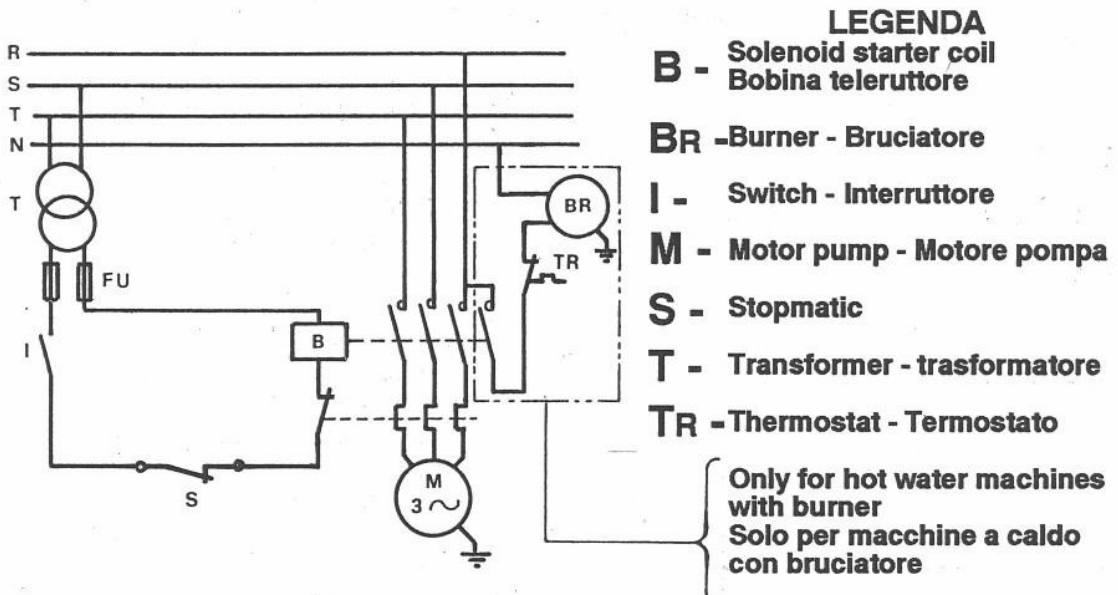 LEGENDA
B - Solenoid starter coil
Bobina teleruttore
BR - Burner - Bruciatore
I - Switch - Interruttore
M - Motor pump - Motore pompa
S - Stopmatic
T - Transformer - trasformatore
TR - Thermostat - Termostato
Only for hot water machines
with burner
Solo per macchine a caldo
con bruciatore
R
S
T
N
T
FU
I
B
S
M
3 ~
BR
TR